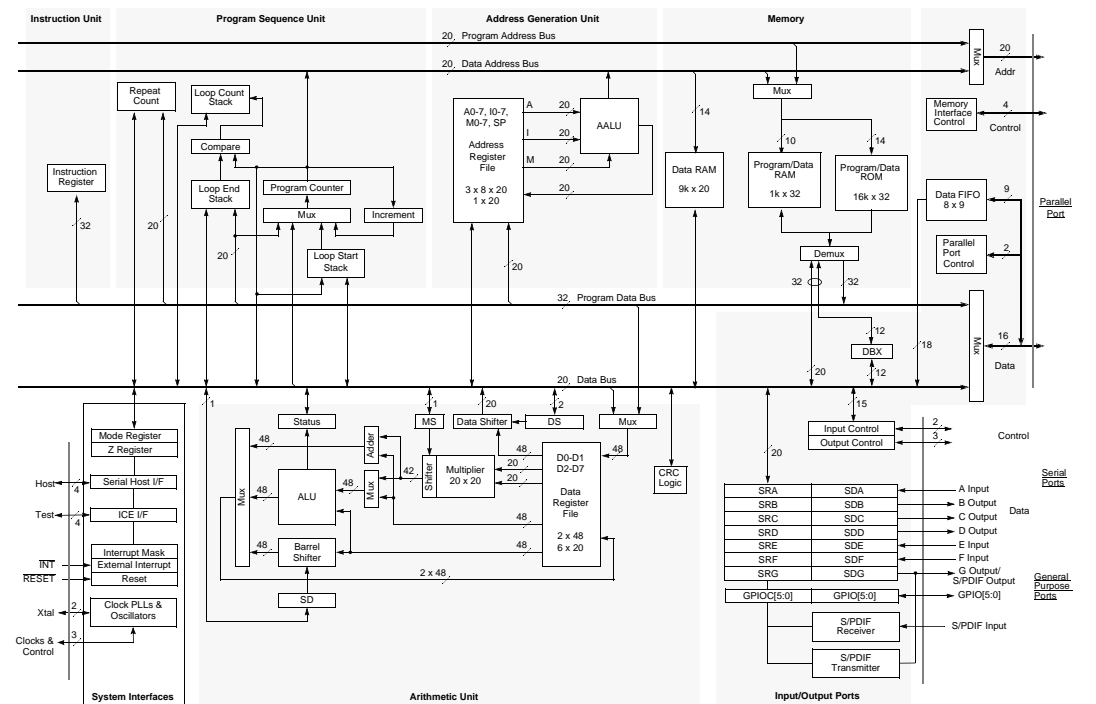 Instruction Unit
Program Sequence Unit
Address Generation Unit
Memory
20 Program Address Bus
20 Data Address Bus
Mux
20
Addr
Repeat
Count
Loop Count
Stack
Compare
Loop End
Stack
Program Counter
Mux
Increment
Loop Start
Stack
Instruction
Register
32
20
20
A0-7, I0-7,
M0-7, SP
Address
Register
File
3 x 8 x 20
1 x 20
A
20
I
20
M
20
20
AALU
20
14
Data RAM
9k x 20
Mux
10
14
Program/Data
RAM
1k x 32
Program/Data
ROM
16k x 32
Demux
32
32
Memory
Interface
Control
4
Control
Data FIFO
8 x 9
9
Parallel
Port
Control
2
Parallel
Port
32 Program Data Bus
12
DBX
12
20
18
Mux
16
Data
20 Data Bus
1
Status
1
MS
20
Data Shifter
2
DS
Mux
15
Input Control
Output Control
2
3
Control
Mode Register
Z Register
Serial Host I/F
ICE I/F
Interrupt Mask
External Interrupt
Reset
Clock PLLs &
Oscillators
Host
4
Test
4
INT
RESET
Xtal
2
Clocks &
Control
3
System Interfaces
Mux
48
48
48
ALU
Barrel
Shifter
SD
Adder
Mux
48
42
Shifter
Multiplier
20 x 20
48
20
20
48
48
48
D0-D1
D2-D7
Data
Register
File
2 x 48
6 x 20
2 x 48
CRC
Logic
Arithmetic Unit
20
SRA SDA
SRB SDB
SRC SDC
SRD SDD
SRE SDE
SRF SDF
SRG SDG
GPIOC[5:0] GPIO[5:0]
S/PDIF
Receiver
S/PDIF
Transmitter
A Input
B Output
C Output
D Output
E Input
F Input
G Output/
S/PDIF Output
GPIO[5:0]
S/PDIF Input
Data
Serial
Ports
General
Purpose
Ports
Input/Output Ports